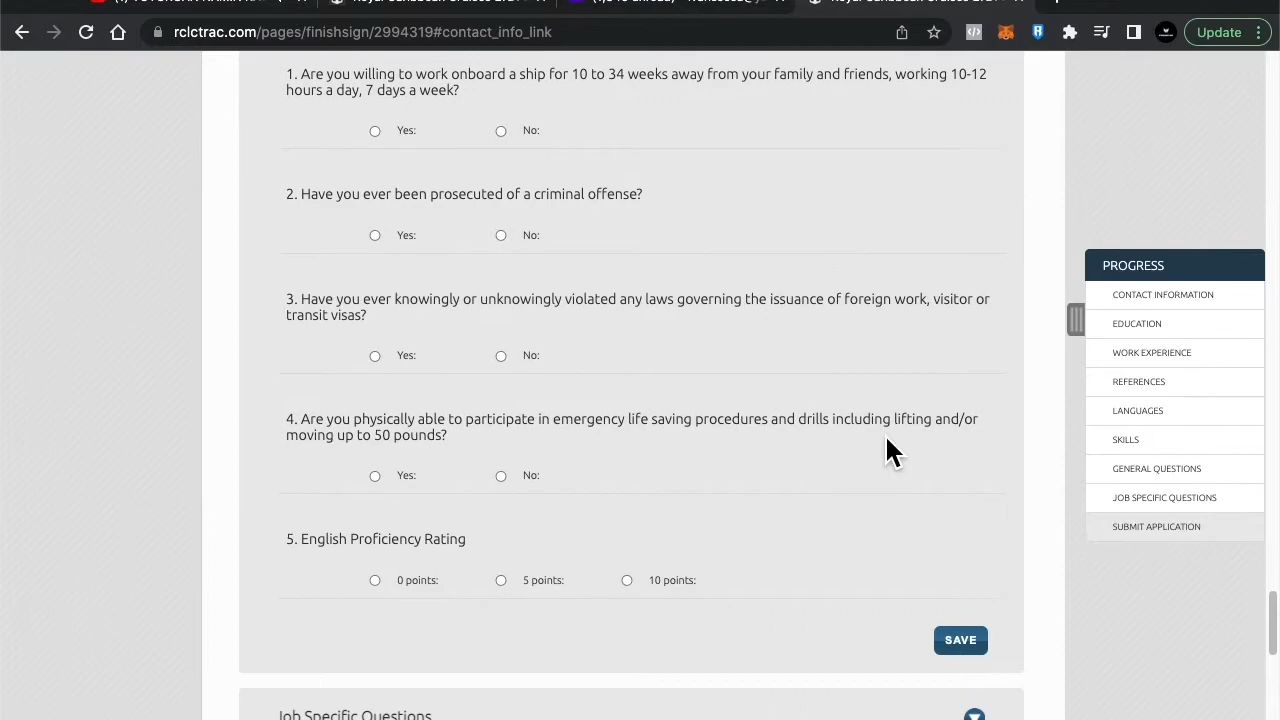 rclctrac.com/pages/finishsign/2994319#contact_info_link
Update
1. Are you willing to work onboard a ship for 10 to 34 weeks away from your family and friends, working 10-12
hours a day, 7 days a week?
Yes:
No:
2. Have you ever been prosecuted of a criminal offense?
Yes:
No:
3. Have you ever knowingly or unknowingly violated any laws governing the issuance of foreign work, visitor or
transit visas?
Yes:
No:
4. Are you physically able to participate in emergency life saving procedures and drills including lifting and/or
moving up to 50 pounds?
Yes:
No:
5. English Proficiency Rating
0 points:
5 points:
10 points:
SAVE
Job Specific Questions
PROGRESS
CONTACT INFORMATION
EDUCATION
WORK EXPERIENCE
REFERENCES
LANGUAGES
SKILLS
GENERAL QUESTIONS
JOB SPECIFIC QUESTIONS
SUBMIT APPLICATION